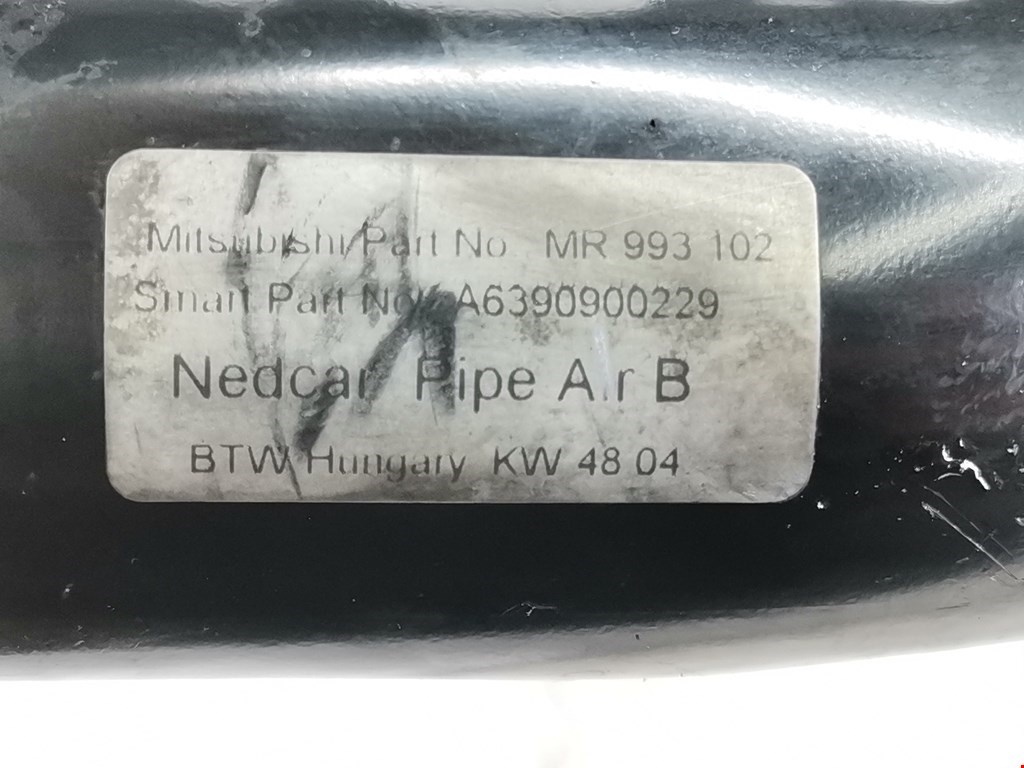 Mitsubishi Part No MR 993 102
Smart Part No A6390900229
Nedcar Pipe Air B
BTW Hungary KW 48 04